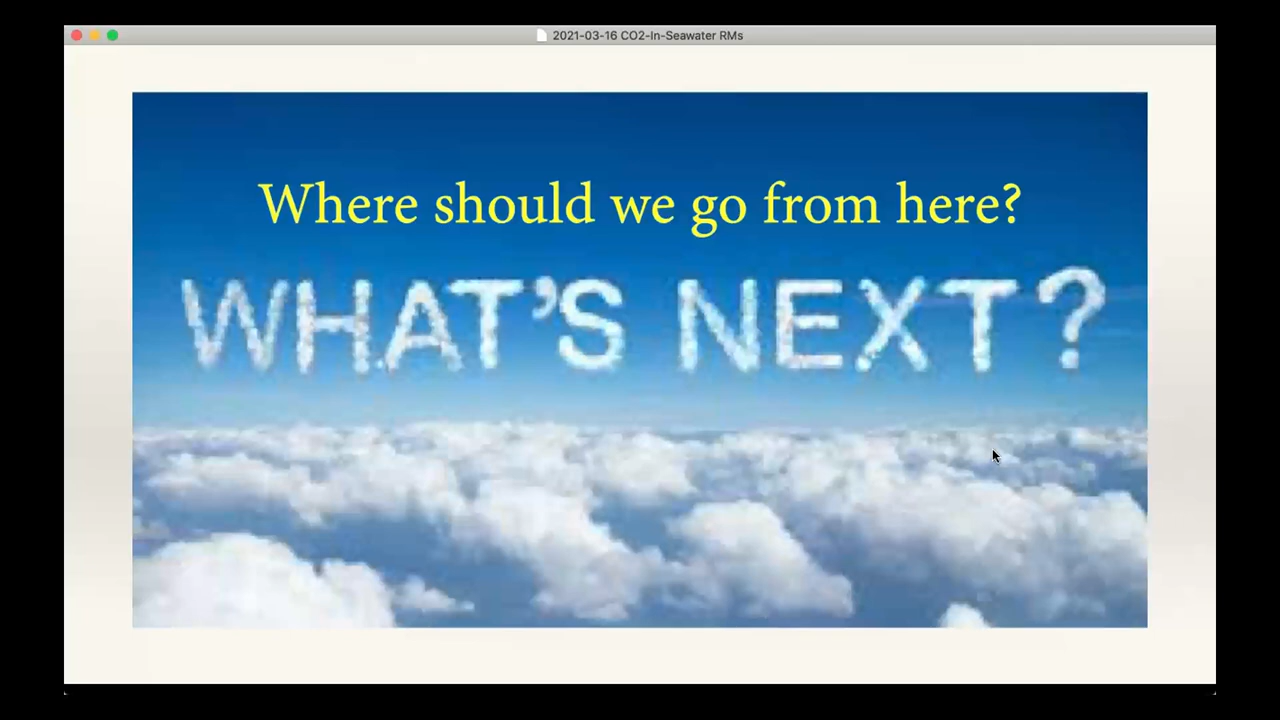 2021-03-16 CO2-In-Seawater RMs
Where should we go from here?
WHAT'S NEXT?